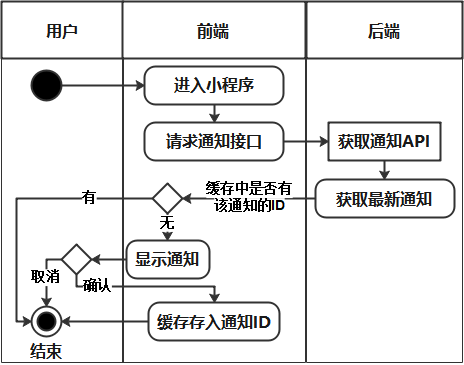 用户
前端
后端
进入小程序
请求通知接口
获取通知API
获取最新通知
缓存中是否有
该通知的ID
有
无
显示通知
取消
确认
缓存存入通知ID
结束